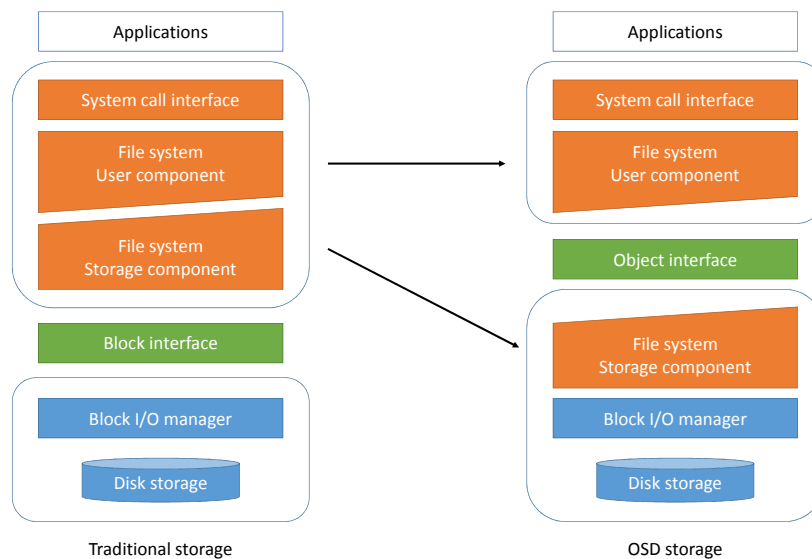 Applications
System call interface
File system
User component
File system
Storage component
Block interface
Block I/O manager
Disk storage
Traditional storage
Applications
System call interface
File system
User component
Object interface
File system
Storage component
Block I/O manager
Disk storage
OSD storage